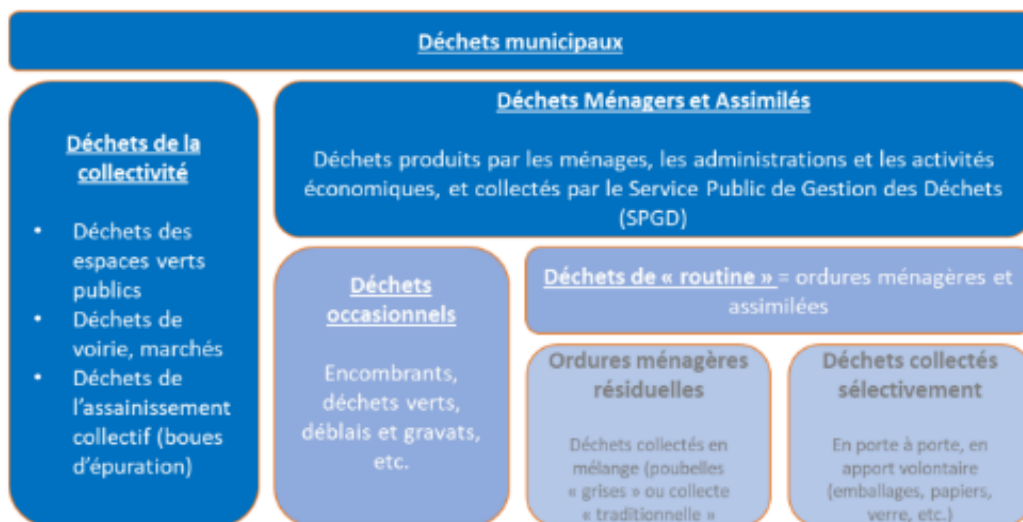 Déchets municipaux
Déchets de la
collectivité
• Déchets des
espaces verts
publics
• Déchets de
voirie, marchés
• Déchets de
l'assainissement
collectif (boues
d'épuration)
Déchets Ménagers et Assimilés
Déchets produits par les ménages, les administrations et les activités
économiques, et collectés par le Service Public de Gestion des Déchets
(SPGD)
Déchets
occasionnels
Encombrants,
déchets verts,
déblais et gravats,
etc.
Déchets de « routine » = ordures ménagères et
assimilées
Ordures ménagères
résiduelles
Déchets collectés en
mélange (poubelles
« grises » ou collecte
« traditionnelle »
Déchets collectés
sélectivement
En porte à porte, en
apport volontaire
(emballages, papiers,
verre, etc.)